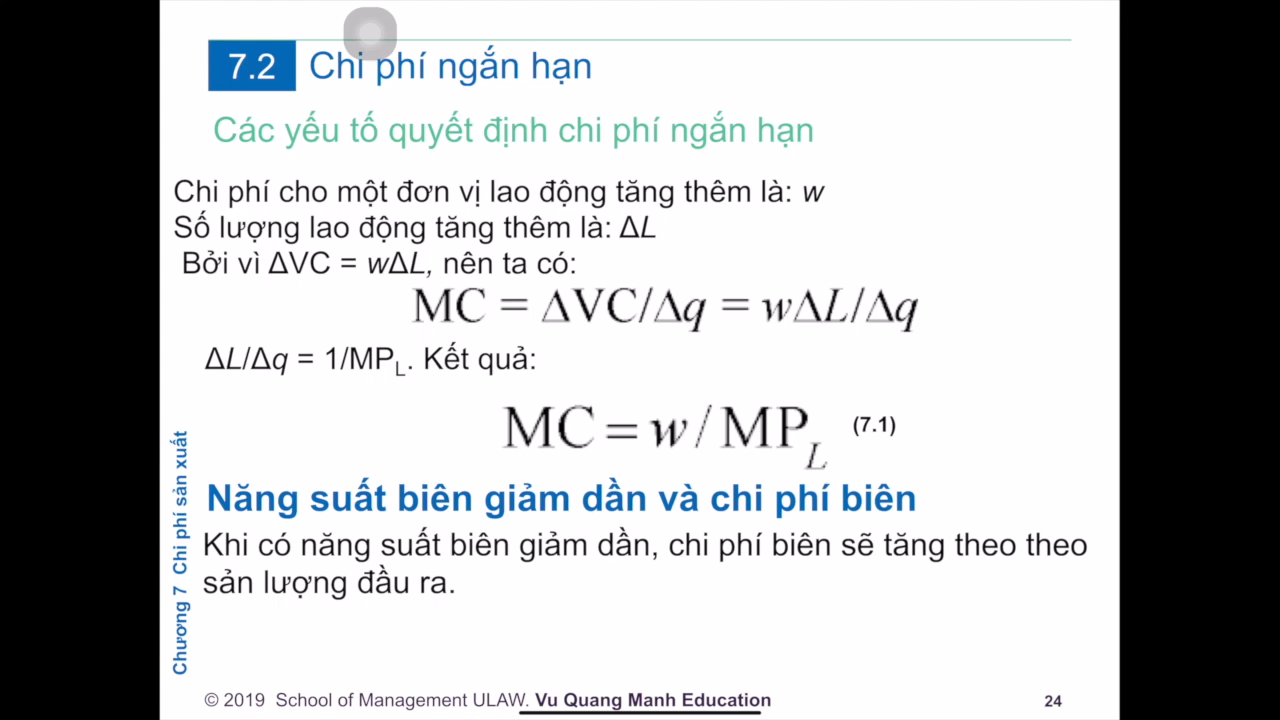 7.2 Chi phí ngắn hạn
Các yếu tố quyết định chi phí ngắn hạn
Chi phí cho một đơn vị lao động tăng thêm là: w
Số lượng lao động tăng thêm là: ΔL
Bởi vì ΔVC = wΔL, nên ta có:
MC = ΔVC/Δq = wΔL/Δq
ΔL/Δq = 1/MPL. Kết quả:
MC = w/MPL (7.1)
Năng suất biên giảm dần và chi phí biên
Khi có năng suất biên giảm dần, chi phí biên sẽ tăng theo theo
sản lượng đầu ra.
Chương 7 Chi phí sản xuất
© 2019 School of Management ULAW. Vu Quang Manh Education
24